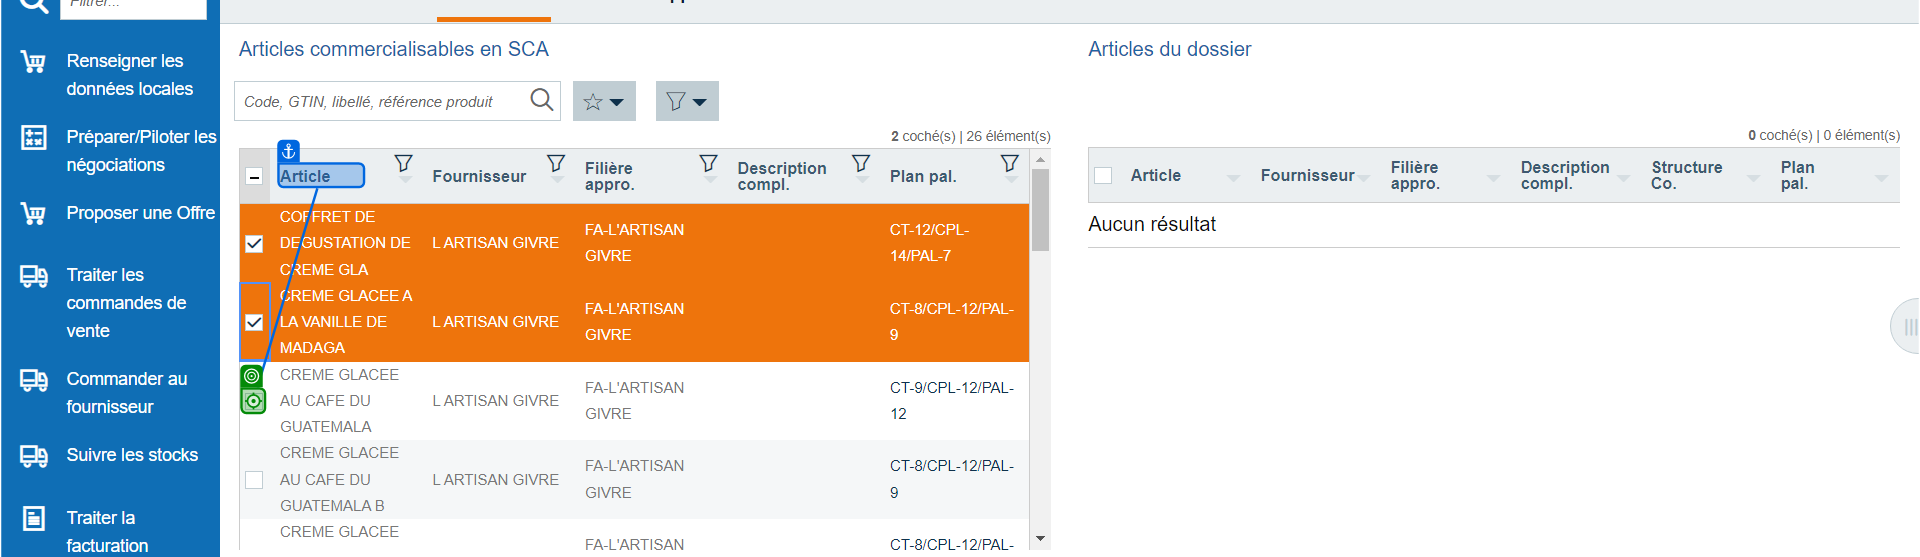 Filtrer...
Renseigner les
données locales
Préparer/Piloter les
négociations
Proposer une Offre
Traiter les
commandes de
vente
Commander au
fournisseur
Suivre les stocks
Traiter la
facturation
Articles commercialisables en SCA
Code, GTIN, libellé, référence produit
2 coché(s) | 26 élément(s)
Article Fournisseur Filière appro. Description compl. Plan pal.
COFFRET DE
DEGUSTATION DE
CREME GLA
L ARTISAN GIVRE
FA-L'ARTISAN
GIVRE
CT-12/CPL-
14/PAL-7
CREME GLACEE A
LA VANILLE DE
MADAGA
L ARTISAN GIVRE
FA-L'ARTISAN
GIVRE
CT-8/CPL-12/PAL-
9
CREME GLACEE
AU CAFE DU
GUATEMALA
L ARTISAN GIVRE
FA-L'ARTISAN
GIVRE
CT-9/CPL-12/PAL-
12
CREME GLACEE
AU CAFE DU
GUATEMALA B
L ARTISAN GIVRE
FA-L'ARTISAN
GIVRE
CT-8/CPL-12/PAL-
9
CREME GLACEE
FA-L'ARTISAN
CT-8/CPL-12/PAL-
Articles du dossier
0 coché(s) | 0 élément(s)
Article Fournisseur Filière appro. Description compl. Structure Co. Plan pal.
Aucun résultat